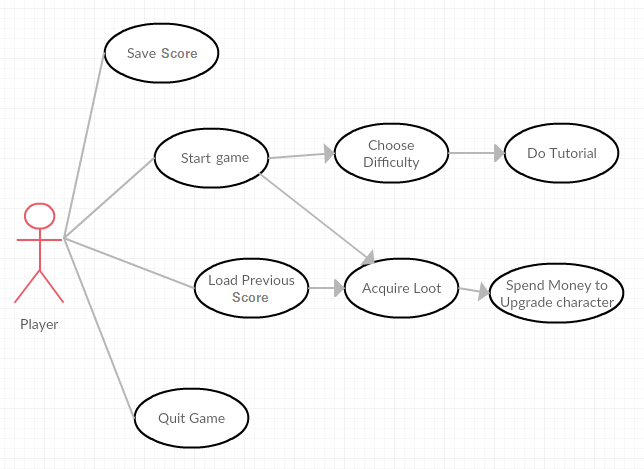 Save Score
Start game
Choose
Difficulty
Do Tutorial
Load Previous
Score
Acquire Loot
Spend Money to
Upgrade character
Player
Quit Game